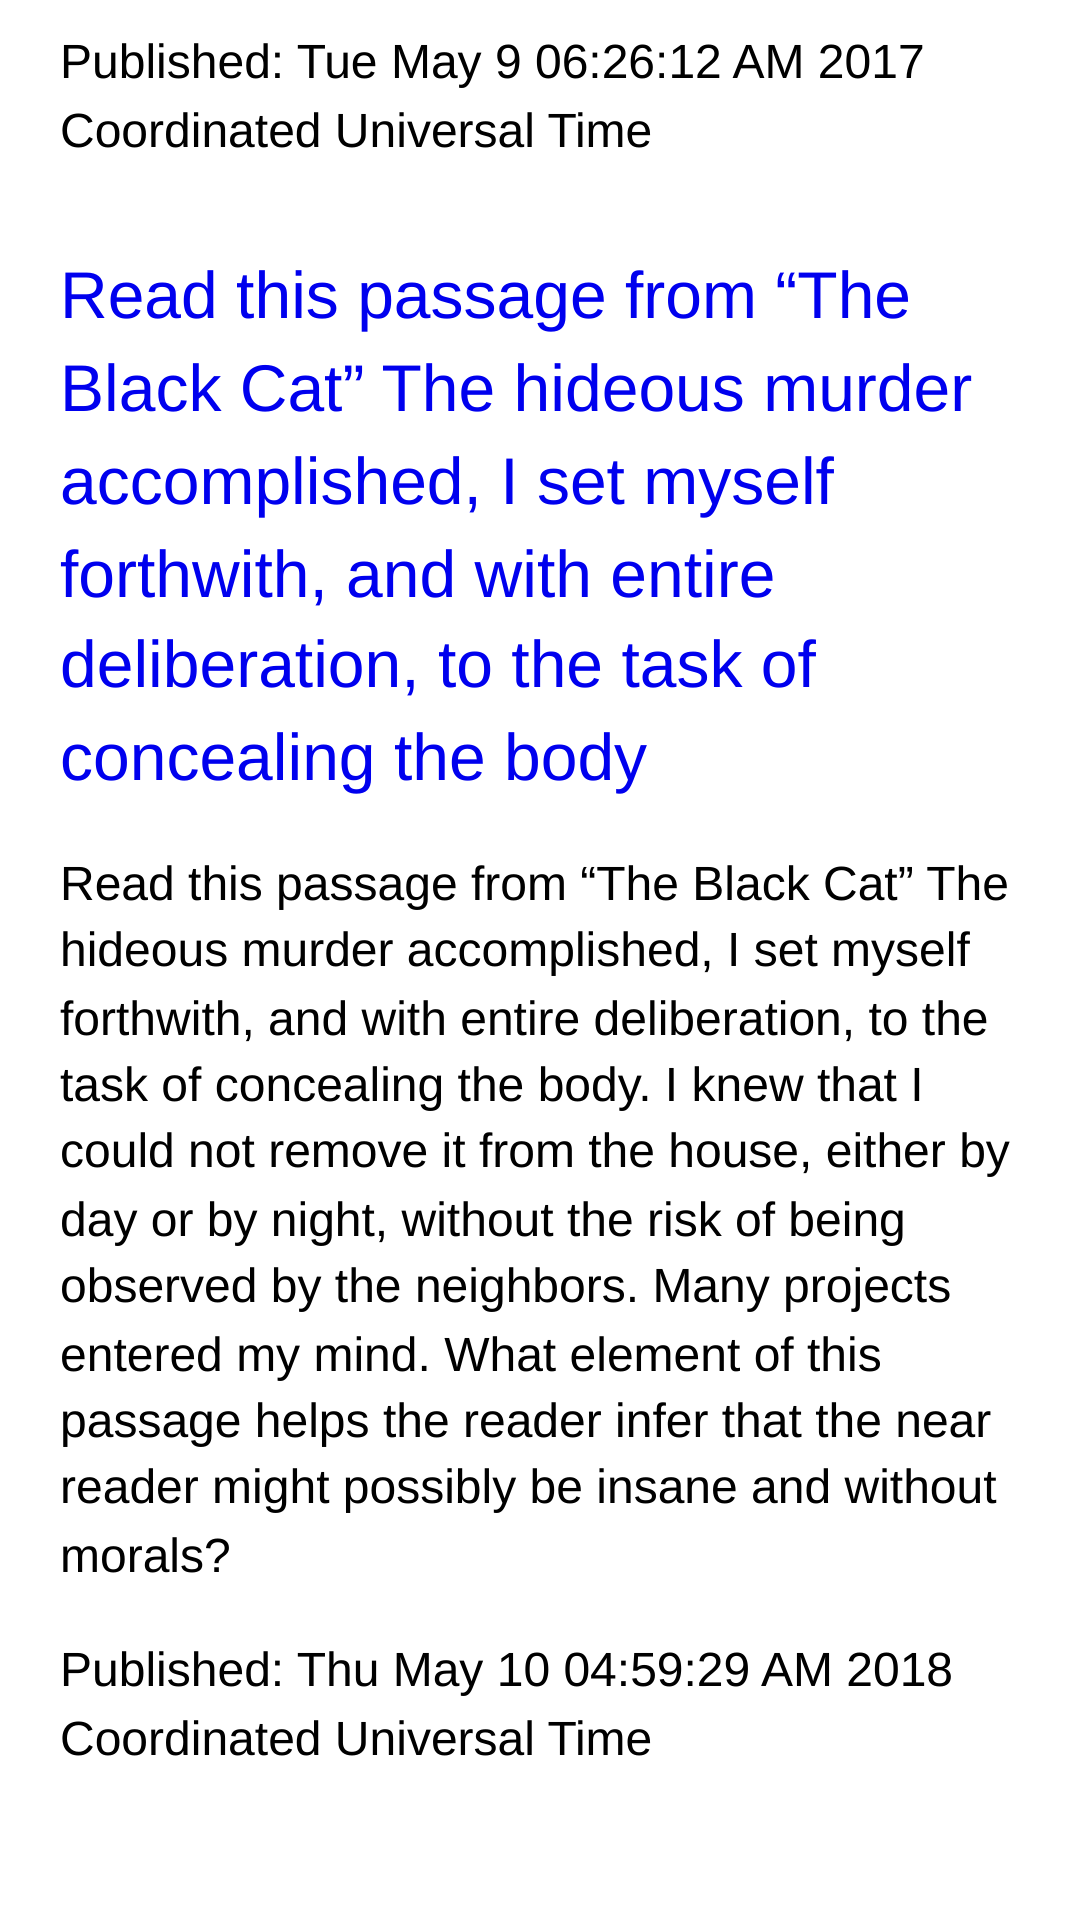 Published: Tue May 9 06:26:12 AM 2017
Coordinated Universal Time
Read this passage from “The
Black Cat” The hideous murder
accomplished, I set myself
forthwith, and with entire
deliberation, to the task of
concealing the body
Read this passage from “The Black Cat” The
hideous murder accomplished, I set myself
forthwith, and with entire deliberation, to the
task of concealing the body. I knew that I
could not remove it from the house, either by
day or by night, without the risk of being
observed by the neighbors. Many projects
entered my mind. What element of this
passage helps the reader infer that the near
reader might possibly be insane and without
morals?
Published: Thu May 10 04:59:29 AM 2018
Coordinated Universal Time